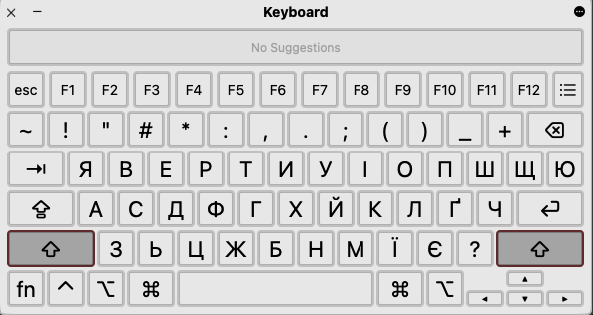 Keyboard
No Suggestions
esc F1 F2 F3 F4 F5 F6 F7 F8 F9 F10 F11 F12
~ ! " # * : , . ; ( ) _ +
Я В Е Р Т И У І О П Ш Щ Ю
А С Д Ф Г Х Й К Л Ґ Ч
З Ь Ц Ж Б Н М Ї Є ?
fn ^ ⌥ ⌘ ⌘ ⌥